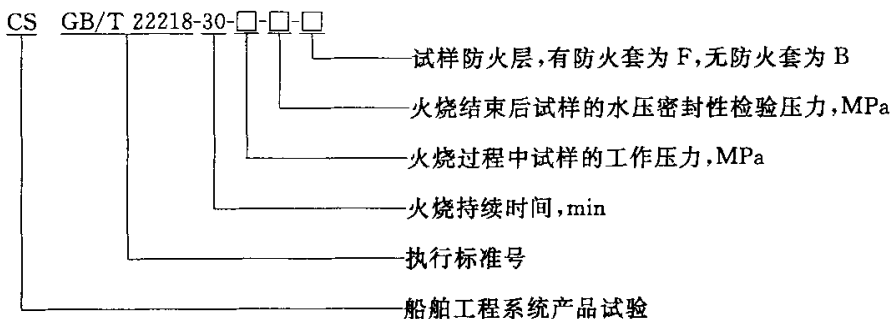 CS GB/T 22218-30-□-□-□
试样防火层,有防火套为 F,无防火套为 B
火烧结束后试样的水压密封性检验压力,MPa
火烧过程中试样的工作压力,MPa
火烧持续时间,min
执行标准号
船舶工程系统产品试验